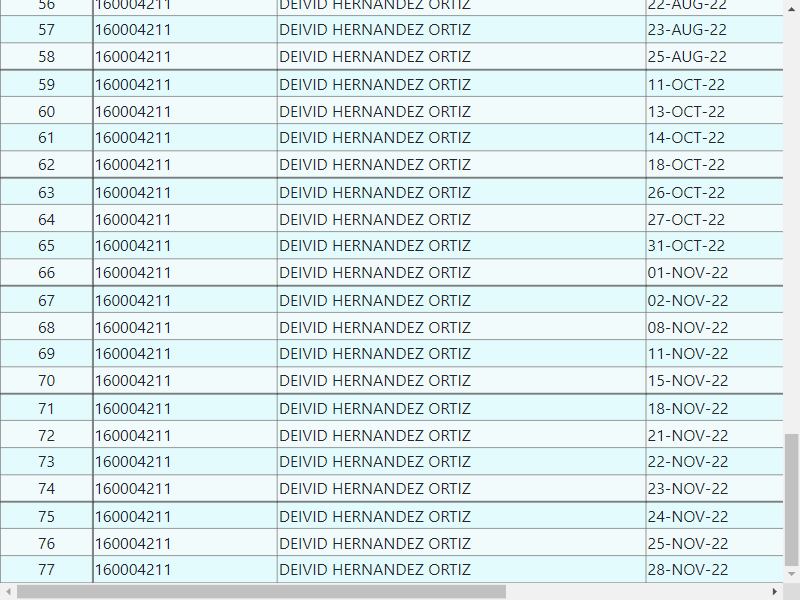 56 160004211 DEIVID HERNANDEZ ORTIZ 22-AUG-22
57 160004211 DEIVID HERNANDEZ ORTIZ 23-AUG-22
58 160004211 DEIVID HERNANDEZ ORTIZ 25-AUG-22
59 160004211 DEIVID HERNANDEZ ORTIZ 11-OCT-22
60 160004211 DEIVID HERNANDEZ ORTIZ 13-OCT-22
61 160004211 DEIVID HERNANDEZ ORTIZ 14-OCT-22
62 160004211 DEIVID HERNANDEZ ORTIZ 18-OCT-22
63 160004211 DEIVID HERNANDEZ ORTIZ 26-OCT-22
64 160004211 DEIVID HERNANDEZ ORTIZ 27-OCT-22
65 160004211 DEIVID HERNANDEZ ORTIZ 31-OCT-22
66 160004211 DEIVID HERNANDEZ ORTIZ 01-NOV-22
67 160004211 DEIVID HERNANDEZ ORTIZ 02-NOV-22
68 160004211 DEIVID HERNANDEZ ORTIZ 08-NOV-22
69 160004211 DEIVID HERNANDEZ ORTIZ 11-NOV-22
70 160004211 DEIVID HERNANDEZ ORTIZ 15-NOV-22
71 160004211 DEIVID HERNANDEZ ORTIZ 18-NOV-22
72 160004211 DEIVID HERNANDEZ ORTIZ 21-NOV-22
73 160004211 DEIVID HERNANDEZ ORTIZ 22-NOV-22
74 160004211 DEIVID HERNANDEZ ORTIZ 23-NOV-22
75 160004211 DEIVID HERNANDEZ ORTIZ 24-NOV-22
76 160004211 DEIVID HERNANDEZ ORTIZ 25-NOV-22
77 160004211 DEIVID HERNANDEZ ORTIZ 28-NOV-22